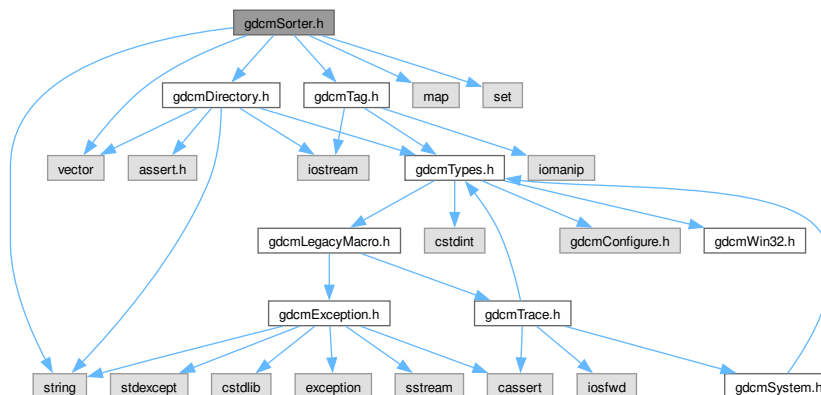 gdcmSorter.h
gdcmDirectory.h
gdcmTag.h
map
set
vector
assert.h
iostream
gdcmTypes.h
iomanip
gdcmLegacyMacro.h
cstdint
gdcmConfigure.h
gdcmWin32.h
gdcmException.h
gdcmTrace.h
string
stdexcept
cstdlib
exception
sstream
cassert
iosfwd
gdcmSystem.h